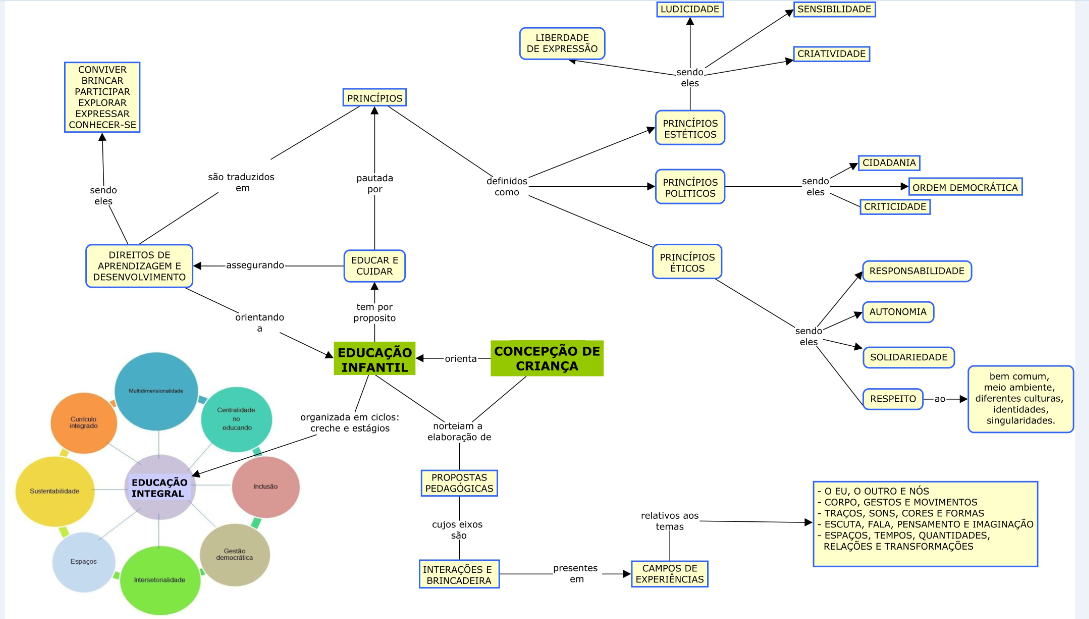 LUDICIDADE
SENSIBILIDADE
LIBERDADE
DE EXPRESSÃO
CRIATIVIDADE
sendo
eles
CONVIVER
BRINCAR
PARTICIPAR
EXPLORAR
EXPRESSAR
CONHECER-SE
PRINCÍPIOS
PRINCÍPIOS
ESTÉTICOS
são traduzidos
em
pautada
por
definidos
como
PRINCÍPIOS
POLITICOS
sendo
eles
CIDADANIA
ORDEM DEMOCRÁTICA
CRITICIDADE
sendo
eles
DIREITOS DE
APRENDIZAGEM E
DESENVOLVIMENTO
assegurando
EDUCAR E
CUIDAR
PRINCÍPIOS
ÉTICOS
RESPONSABILIDADE
AUTONOMIA
sendo
eles
SOLIDARIEDADE
RESPEITO
ao
bem comum,
meio ambiente,
diferentes culturas,
identidades,
singularidades.
orientando
a
tem por
proposito
EDUCAÇÃO
INFANTIL
orienta
CONCEPÇÃO DE
CRIANÇA
organizada em ciclos:
creche e estágios
norteiam a
elaboração de
Multidimensionalidade
Centralidade
no
educando
Currículo
integrado
EDUCAÇÃO
INTEGRAL
Inclusão
Sustentabilidade
Espaços
Gestão
democrática
Intersetorialidade
PROPOSTAS
PEDAGÓGICAS
cujos eixos
são
INTERAÇÕES E
BRINCADEIRA
presentes
em
CAMPOS DE
EXPERIÊNCIAS
relativos aos
temas
- O EU, O OUTRO E NÓS
- CORPO, GESTOS E MOVIMENTOS
- TRAÇOS, SONS, CORES E FORMAS
- ESCUTA, FALA, PENSAMENTO E IMAGINAÇÃO
- ESPAÇOS, TEMPOS, QUANTIDADES,
RELAÇÕES E TRANSFORMAÇÕES